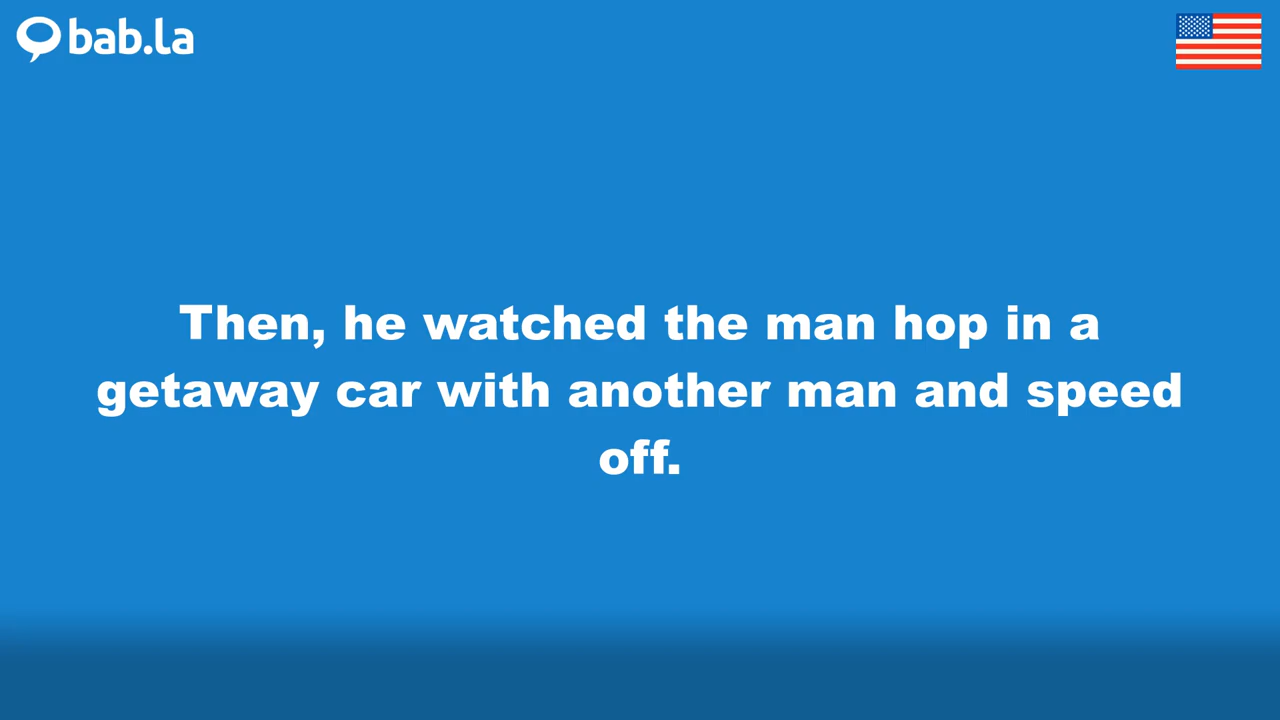 bab.la
Then, he watched the man hop in a
getaway car with another man and speed
off.